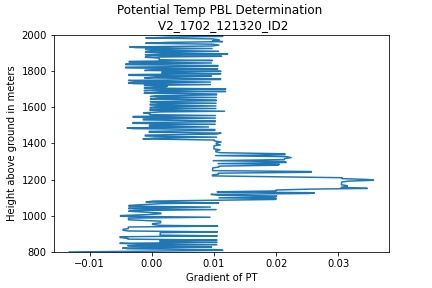 Potential Temp PBL Determination
V2_1702_121320_ID2
Height above ground in meters
2000
1800
1600
1400
1200
1000
800
−0.01 0.00 0.01 0.02 0.03
Gradient of PT